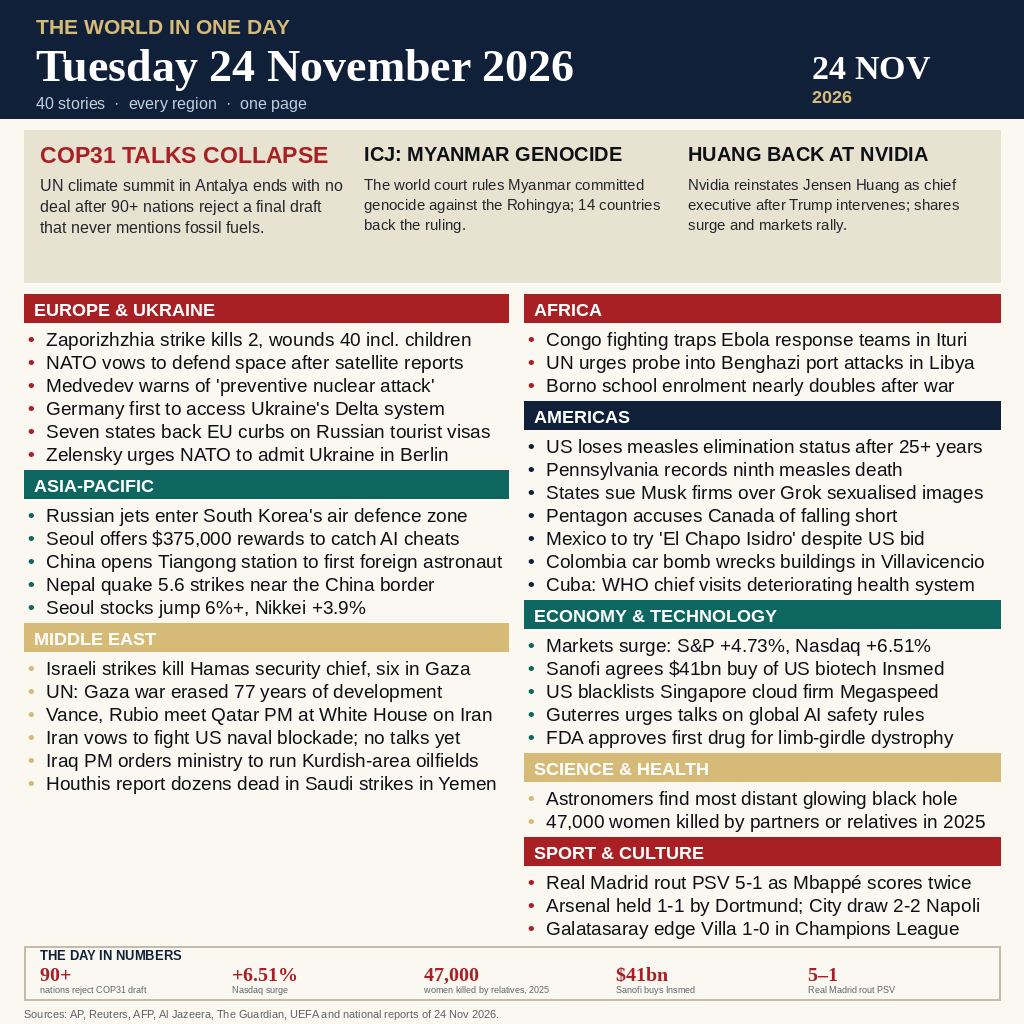 THE WORLD IN ONE DAY
Tuesday 24 November 2026
40 stories · every region · one page
24 NOV
2026
COP31 TALKS COLLAPSE
UN climate summit in Antalya ends with no
deal after 90+ nations reject a final draft
that never mentions fossil fuels.
ICJ: MYANMAR GENOCIDE
The world court rules Myanmar committed
genocide against the Rohingya; 14 countries
back the ruling.
HUANG BACK AT NVIDIA
Nvidia reinstates Jensen Huang as chief
executive after Trump intervenes; shares
surge and markets rally.
EUROPE & UKRAINE
• Zaporizhzhia strike kills 2, wounds 40 incl. children
• NATO vows to defend space after satellite reports
• Medvedev warns of 'preventive nuclear attack'
• Germany first to access Ukraine's Delta system
• Seven states back EU curbs on Russian tourist visas
• Zelensky urges NATO to admit Ukraine in Berlin
ASIA-PACIFIC
• Russian jets enter South Korea's air defence zone
• Seoul offers $375,000 rewards to catch AI cheats
• China opens Tiangong station to first foreign astronaut
• Nepal quake 5.6 strikes near the China border
• Seoul stocks jump 6%+, Nikkei +3.9%
MIDDLE EAST
• Israeli strikes kill Hamas security chief, six in Gaza
• UN: Gaza war erased 77 years of development
• Vance, Rubio meet Qatar PM at White House on Iran
• Iran vows to fight US naval blockade; no talks yet
• Iraq PM orders ministry to run Kurdish-area oilfields
• Houthis report dozens dead in Saudi strikes in Yemen
AFRICA
• Congo fighting traps Ebola response teams in Ituri
• UN urges probe into Benghazi port attacks in Libya
• Borno school enrolment nearly doubles after war
AMERICAS
• US loses measles elimination status after 25+ years
• Pennsylvania records ninth measles death
• States sue Musk firms over Grok sexualised images
• Pentagon accuses Canada of falling short
• Mexico to try 'El Chapo Isidro' despite US bid
• Colombia car bomb wrecks buildings in Villavicencio
• Cuba: WHO chief visits deteriorating health system
ECONOMY & TECHNOLOGY
• Markets surge: S&P +4.73%, Nasdaq +6.51%
• Sanofi agrees $41bn buy of US biotech Insmed
• US blacklists Singapore cloud firm Megaspeed
• Guterres urges talks on global AI safety rules
• FDA approves first drug for limb-girdle dystrophy
SCIENCE & HEALTH
• Astronomers find most distant glowing black hole
• 47,000 women killed by partners or relatives in 2025
SPORT & CULTURE
• Real Madrid rout PSV 5-1 as Mbappé scores twice
• Arsenal held 1-1 by Dortmund; City draw 2-2 Napoli
• Galatasaray edge Villa 1-0 in Champions League
THE DAY IN NUMBERS
90+
nations reject COP31 draft
+6.51%
Nasdaq surge
47,000
women killed by relatives, 2025
$41bn
Sanofi buys Insmed
5–1
Real Madrid rout PSV
Sources: AP, Reuters, AFP, Al Jazeera, The Guardian, UEFA and national reports of 24 Nov 2026.